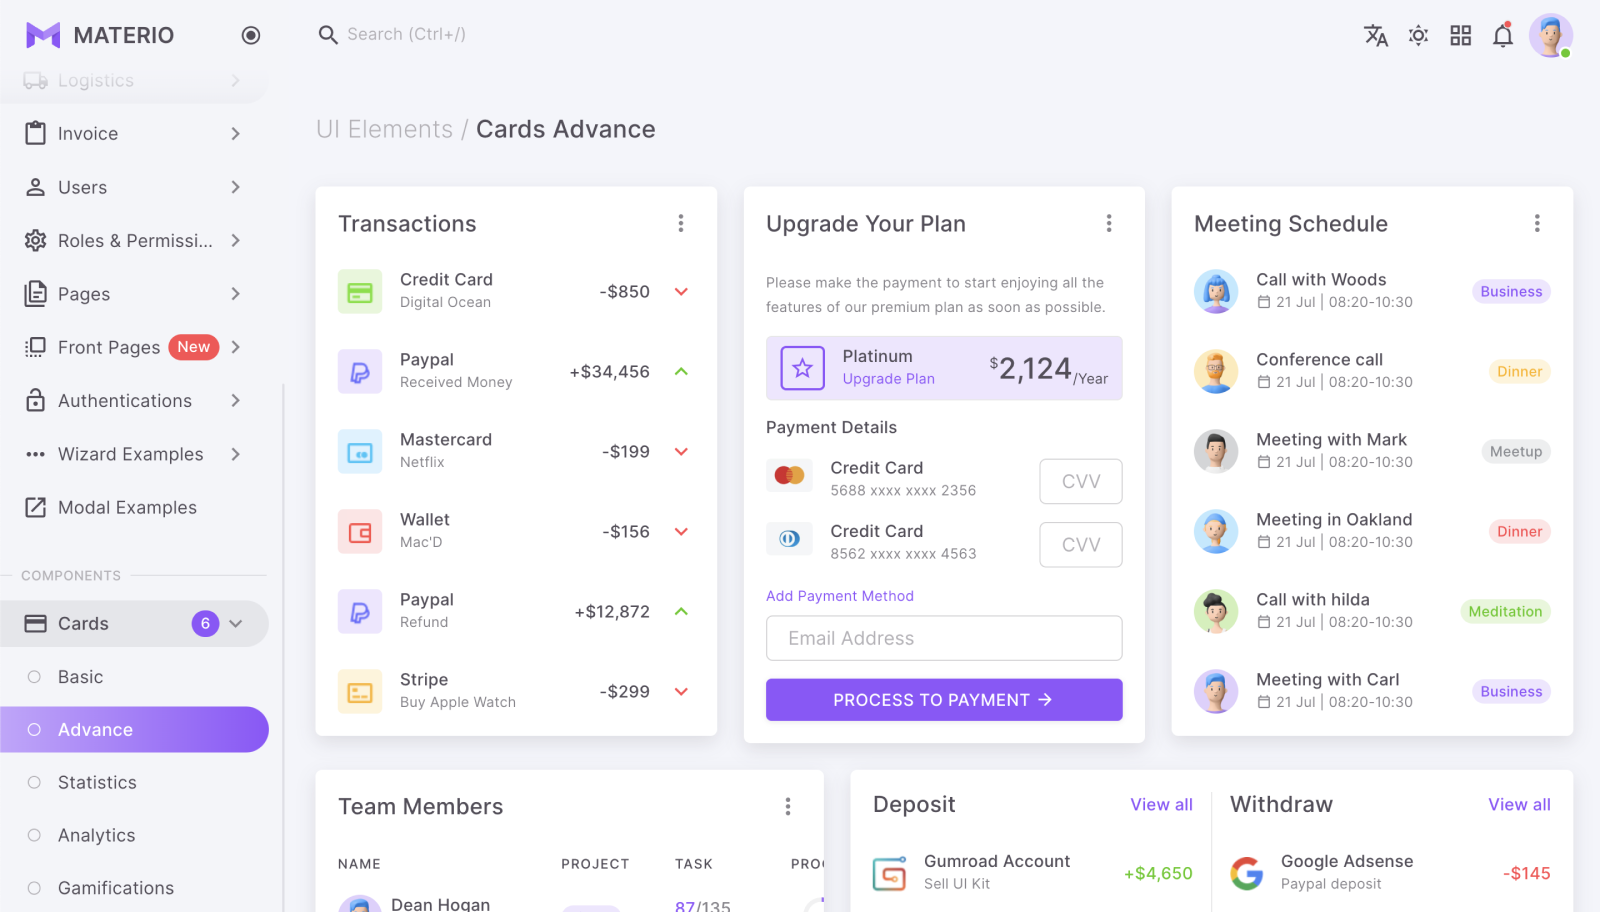 MATERIO
Search (Ctrl+/)
Logistics
Invoice
Users
Roles & Permissi...
Pages
Front Pages New
Authentications
Wizard Examples
Modal Examples
COMPONENTS
Cards 6
Basic
Advance
Statistics
Analytics
Gamifications
UI Elements / Cards Advance
Transactions
Credit Card
Digital Ocean
-$850
Paypal
Received Money
+$34,456
Mastercard
Netflix
-$199
Wallet
Mac'D
-$156
Paypal
Refund
+$12,872
Stripe
Buy Apple Watch
-$299
Upgrade Your Plan
Please make the payment to start enjoying all the
features of our premium plan as soon as possible.
Platinum
Upgrade Plan
$2,124/Year
Payment Details
Credit Card
5688 xxxx xxxx 2356
CVV
Credit Card
8562 xxxx xxxx 4563
CVV
Add Payment Method
Email Address
PROCESS TO PAYMENT →
Meeting Schedule
Call with Woods
21 Jul | 08:20-10:30
Business
Conference call
21 Jul | 08:20-10:30
Dinner
Meeting with Mark
21 Jul | 08:20-10:30
Meetup
Meeting in Oakland
21 Jul | 08:20-10:30
Dinner
Call with hilda
21 Jul | 08:20-10:30
Meditation
Meeting with Carl
21 Jul | 08:20-10:30
Business
Team Members
NAME PROJECT TASK
Dean Hogan
87/135
Deposit
View all
Gumroad Account
Sell UI Kit
+$4,650
Withdraw
View all
Google Adsense
Paypal deposit
-$145